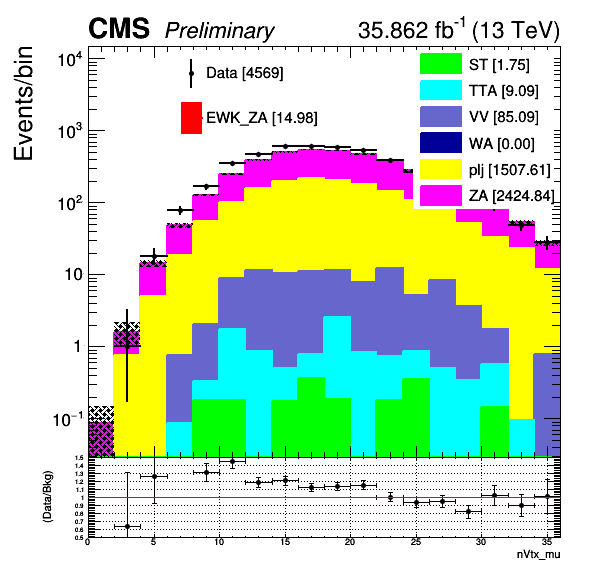 CMS Preliminary 35.862 fb⁻¹ (13 TeV)
Events/bin
10⁴
10³
10²
10
1
10⁻¹
Data [4569]
EWK_ZA [14.98]
ST [1.75]
TTA [9.09]
VV [85.09]
WA [0.00]
plj [1507.61]
ZA [2424.84]
(Data/Bkg)
1.5
1.4
1.3
1.2
1.1
1
0.9
0.8
0.7
0.6
0.5
0 5 10 15 20 25 30 35
nVtx_mu